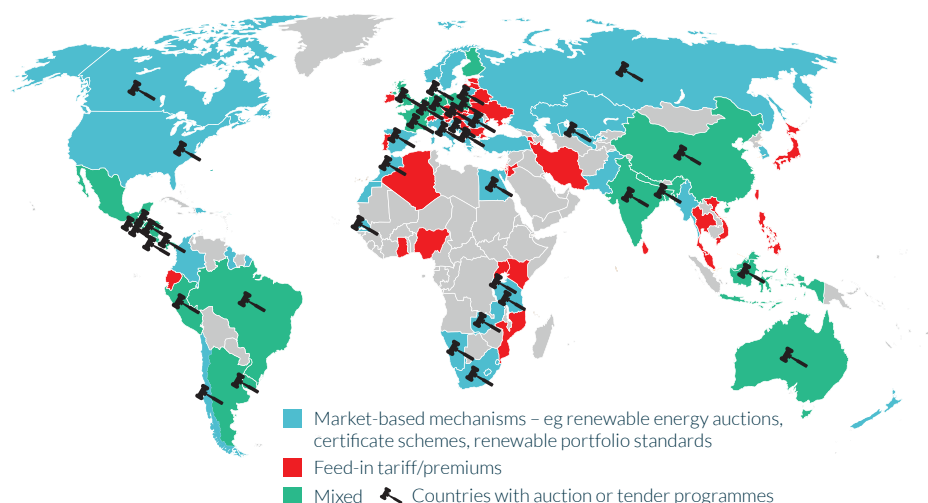 Market-based mechanisms – eg renewable energy auctions,
certificate schemes, renewable portfolio standards
Feed-in tariff/premiums
Mixed Countries with auction or tender programmes